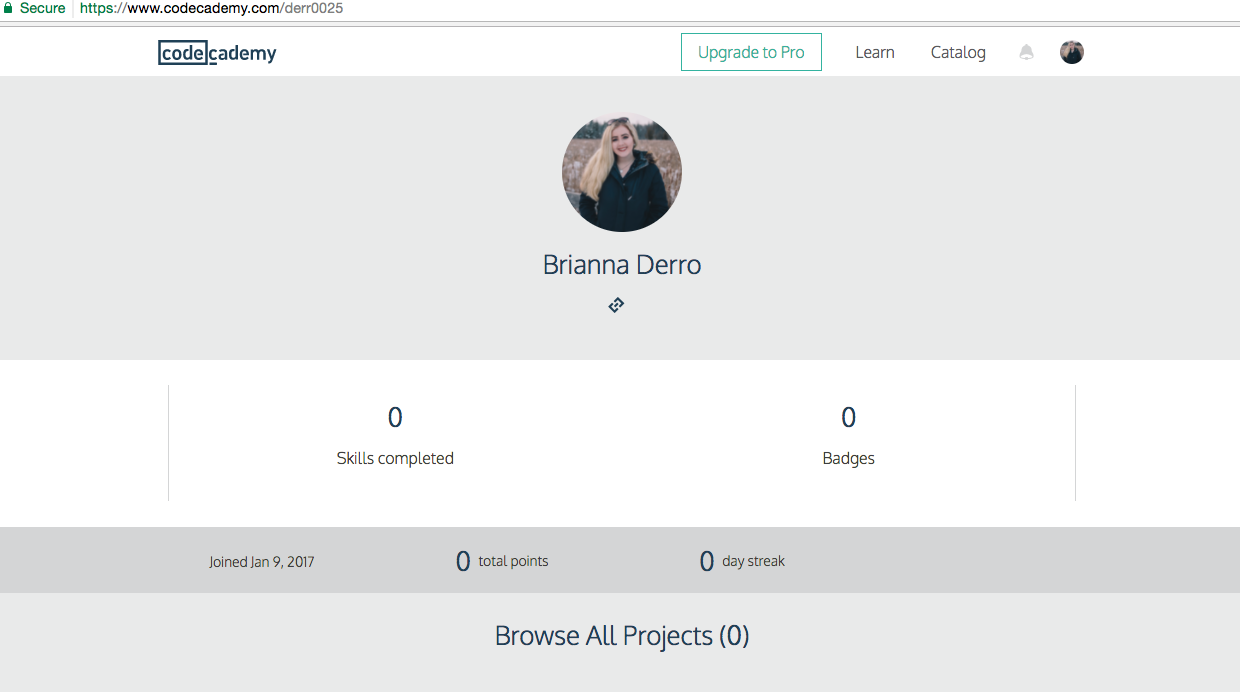 Secure https://www.codecademy.com/derr0025
codecademy Upgrade to Pro Learn Catalog
Brianna Derro
0 0
Skills completed Badges
Joined Jan 9, 2017 0 total points 0 day streak
Browse All Projects (0)